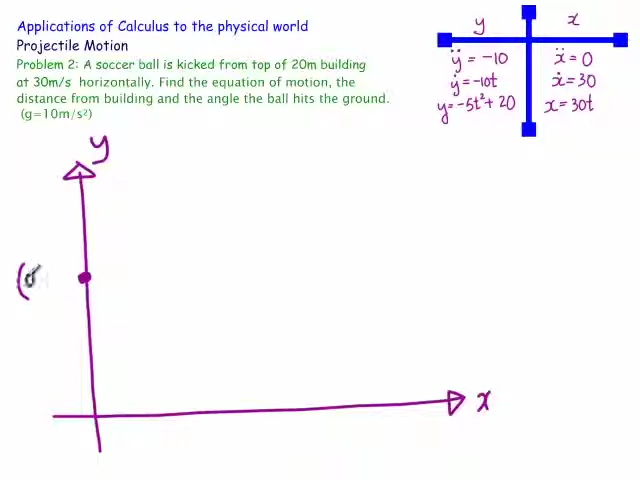 Applications of Calculus to the physical world
Projectile Motion
Problem 2: A soccer ball is kicked from top of 20m building
at 30m/s horizontally. Find the equation of motion, the
distance from building and the angle the ball hits the ground.
(g=10m/s²)
y x
ÿ = -10 ẍ = 0
ẏ = -10t ẋ = 30
y = -5t² + 20 x = 30t
y
(0
x